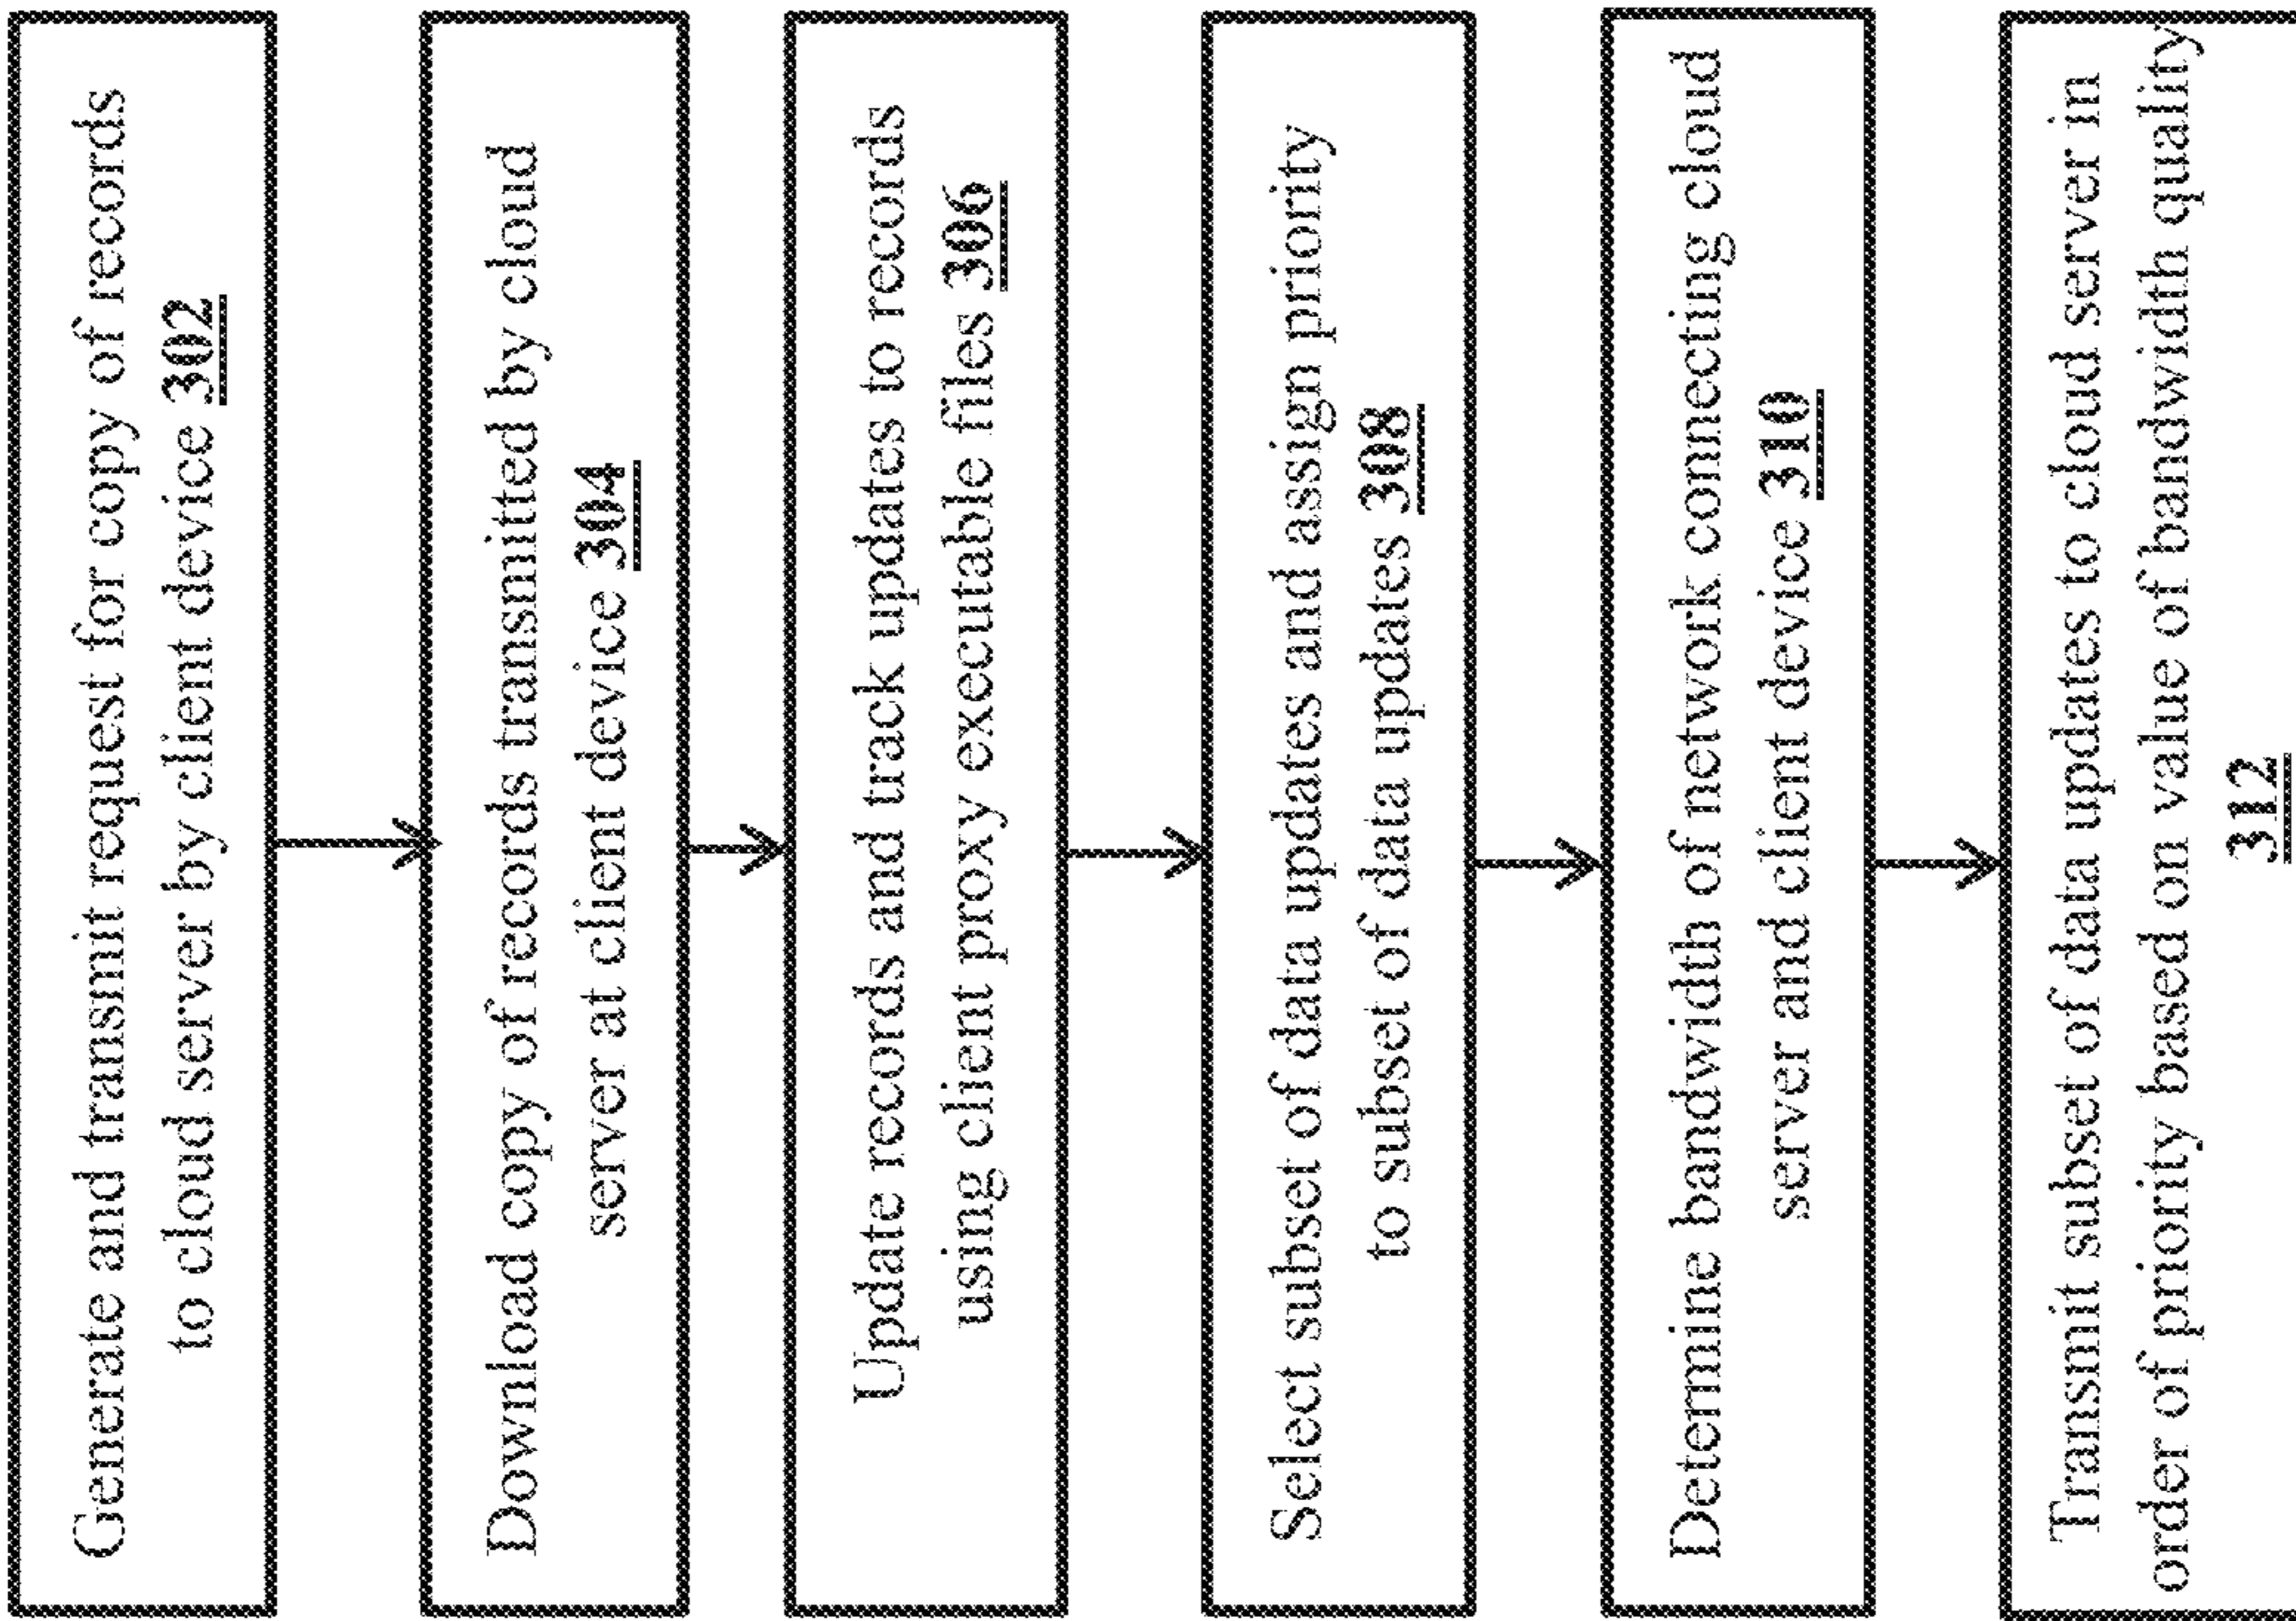 Generate and transmit request for copy of records
to cloud server by client device 302
Download copy of records transmitted by cloud
server at client device 304
Update records and track updates to records
using client proxy executable files 306
Select subset of data updates and assign priority
to subset of data updates 308
Determine bandwidth of network connecting cloud
server and client device 310
Transmit subset of data updates to cloud server in
order of priority based on value of bandwidth quality
312